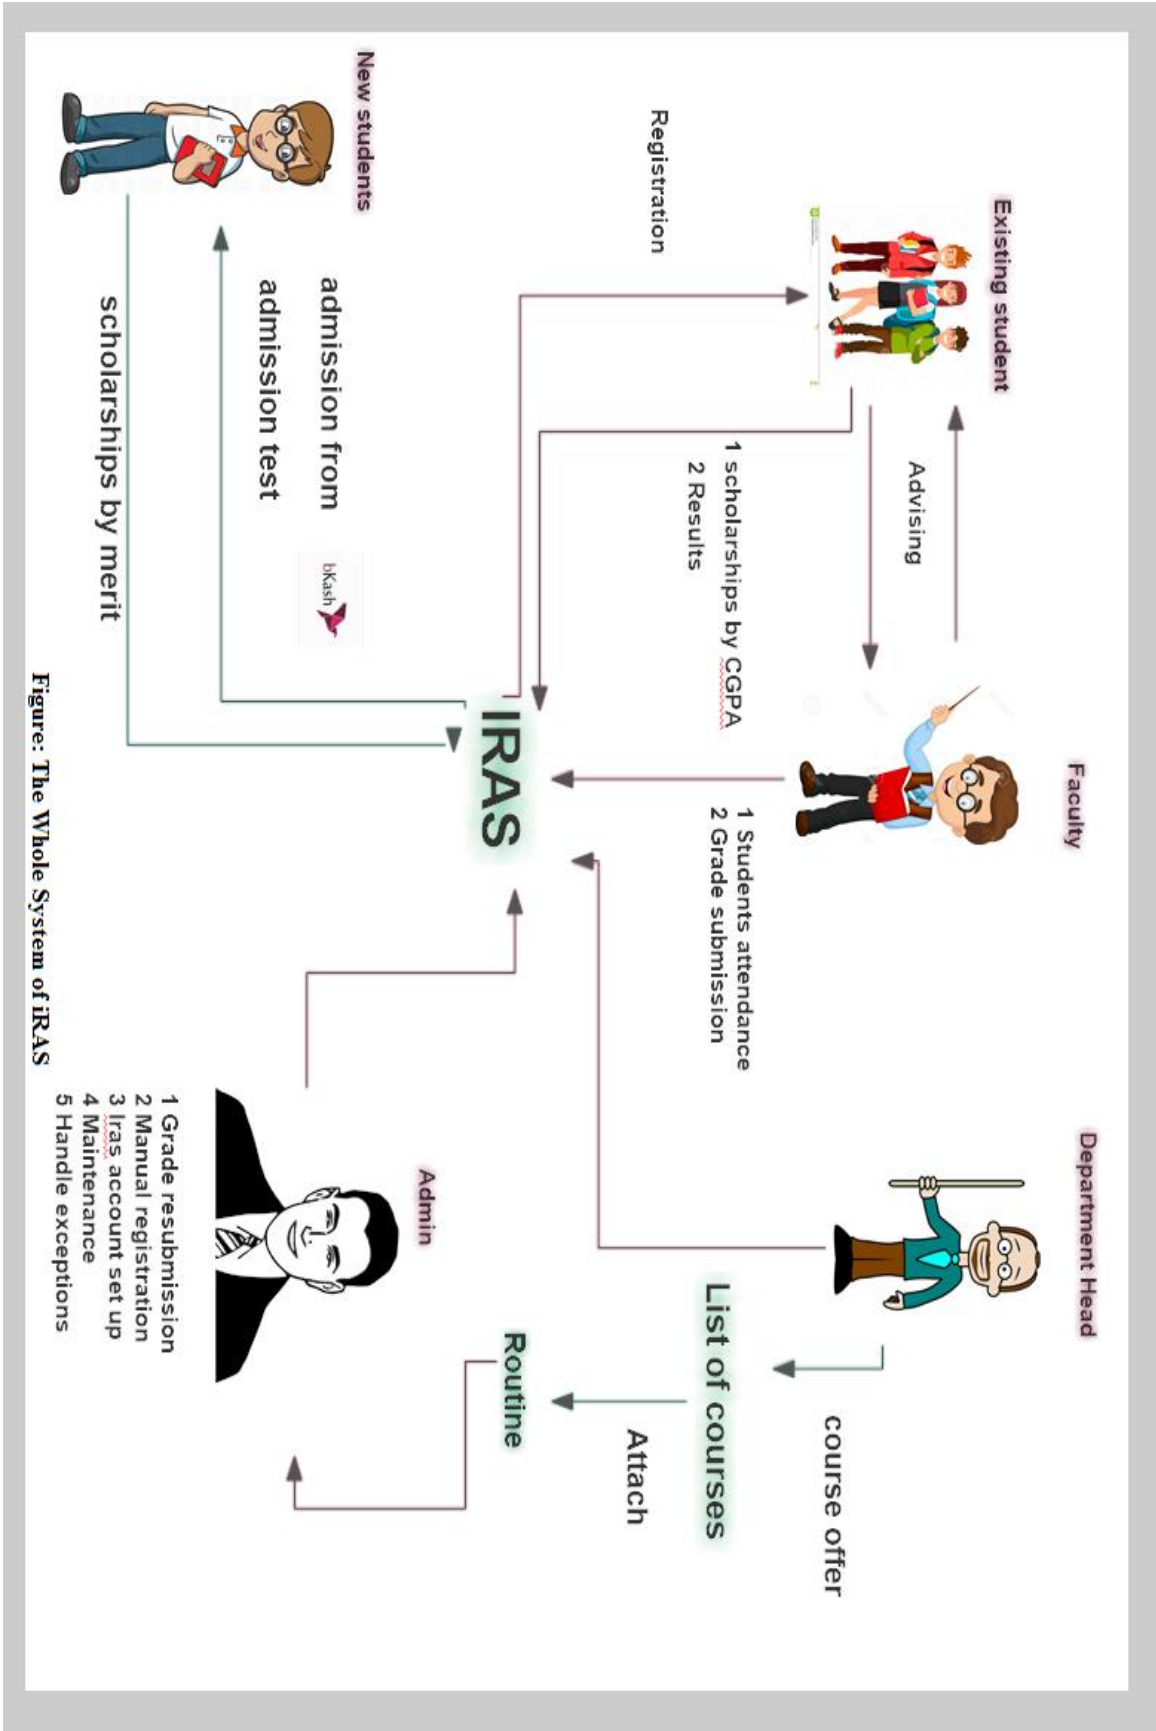 Existing student
Faculty
Department Head
Advising
course offer
Registration
1 scholarships by CGPA
2 Results
1 Students attendance
2 Grade submission
List of courses
Attach
IRAS
Routine
New students
admission from
admission test
bKash
scholarships by merit
Admin
1 Grade resubmission
2 Manual registration
3 Iras account set up
4 Maintenance
5 Handle exceptions
Figure: The Whole System of iRAS